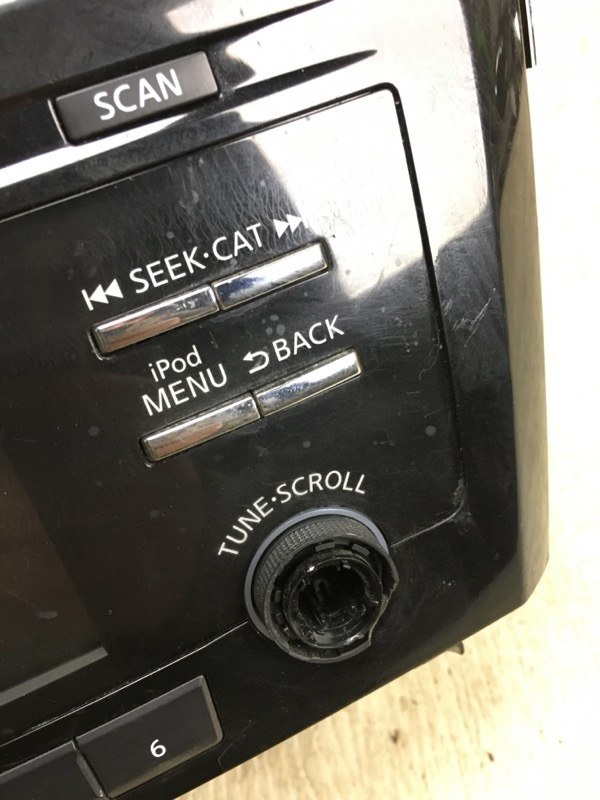 SCAN
⏮ SEEK·CAT ⏭
iPod
MENU
⮌ BACK
TUNE·SCROLL
6